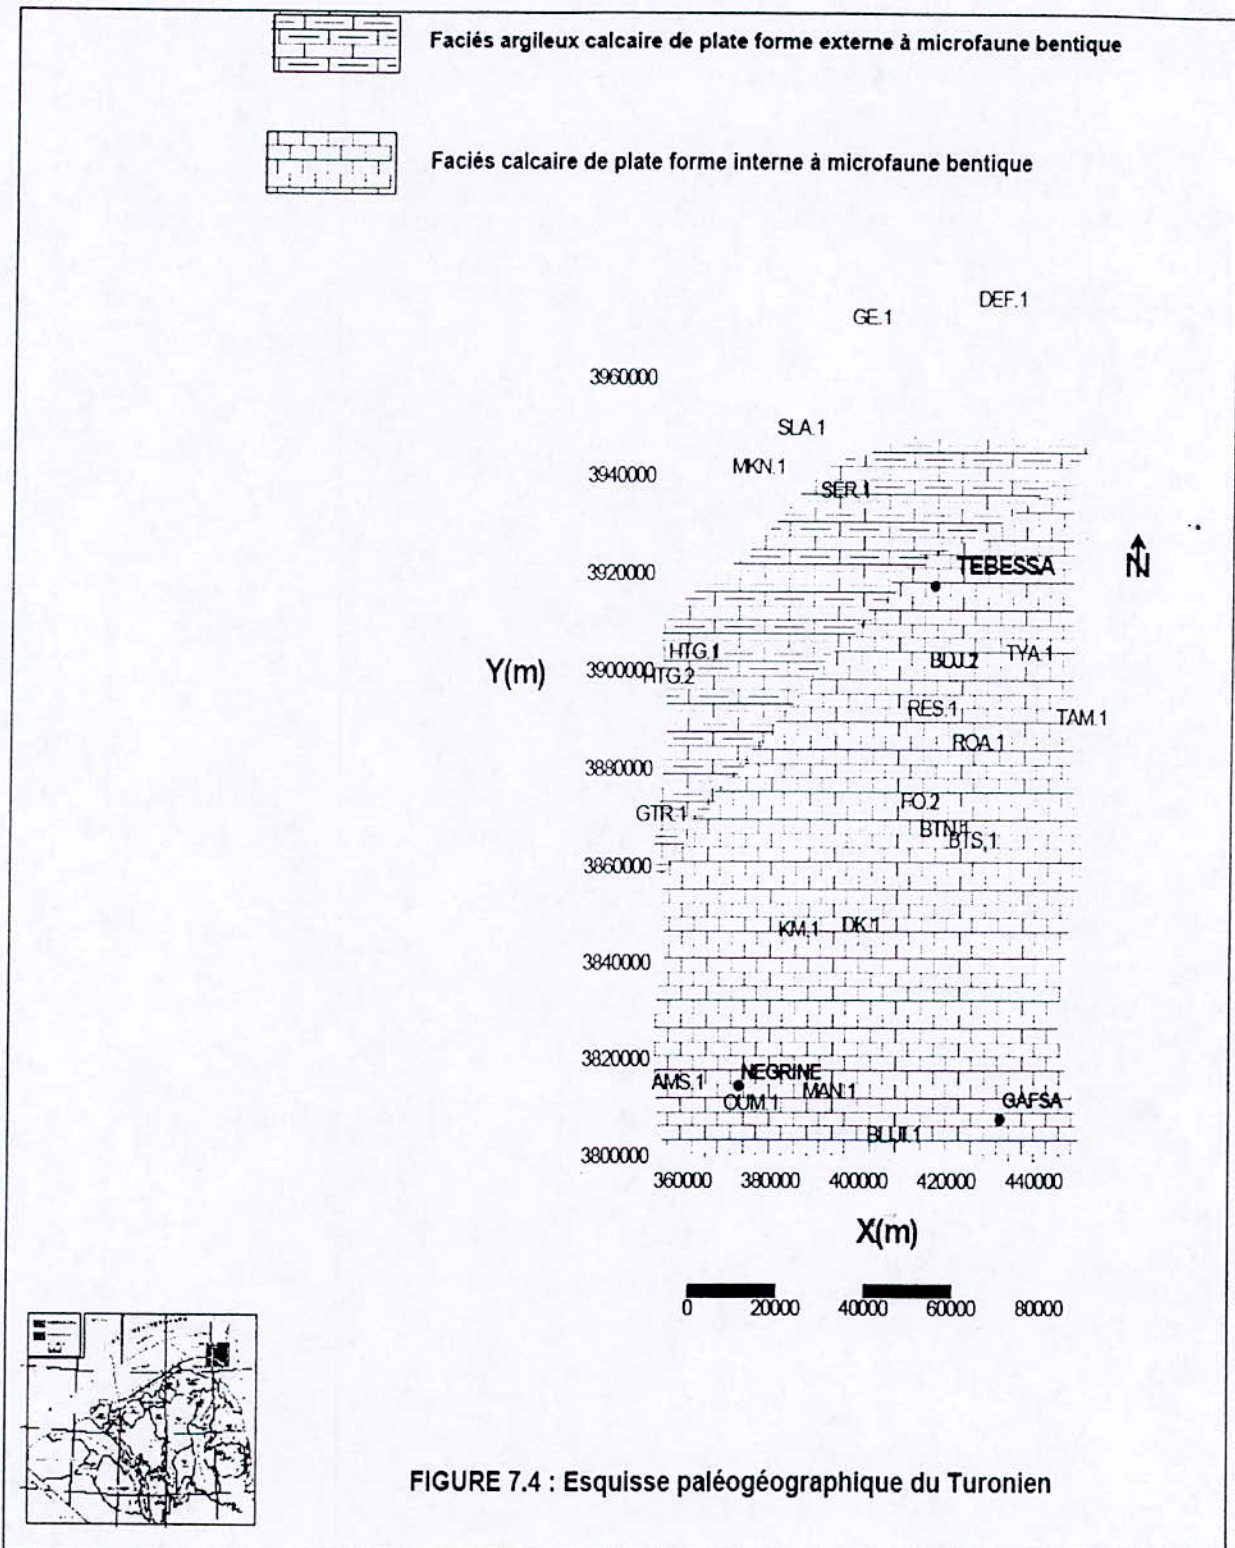 Faciés argileux calcaire de plate forme externe à microfaune bentique
Faciés calcaire de plate forme interne à microfaune bentique
DEF.1
GE.1
3960000
SLA.1
MKN.1
3940000
SER.1
N
TEBESSA
3920000
HTG.1
TYA.1
Y(m)
3900000
HTG.2
RES.1
TAM.1
ROA.1
3880000
FO.2
GTR.1
BTN.1
BTS,1
3860000
KM,1
DK.1
3840000
3820000
NEGRINE
AMS.1
MAN.1
OUM.1
GAFSA
3800000
360000 380000 400000 420000 440000
X(m)
0 20000 40000 60000 80000
FIGURE 7.4 : Esquisse paléogéographique du Turonien